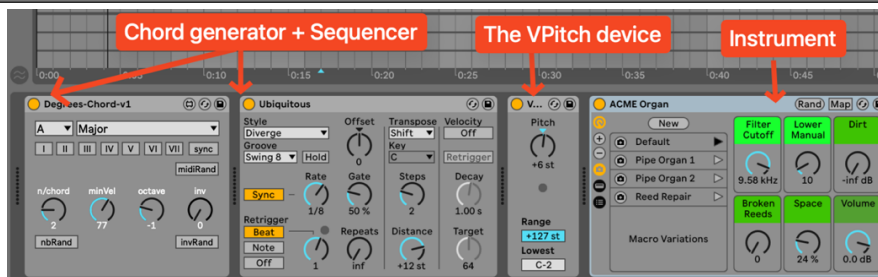 Chord generator + Sequencer
The VPitch device
Instrument
0:00 0:05 0:10 0:15 0:20 0:25 0:30 0:35 0:40 0:45
Degrees-Chord-v1
A Major
I II III IV V VI VII sync
midiRand
n/chord minVel octave inv
2 77 -1 0
nbRand invRand
Ubiquitous
Style Offset Transpose Velocity
Diverge Shift Off
Groove Key
Swing 8 Hold 0 C Retrigger
Rate Gate Steps Decay
Sync
1/8 50 % 2 1.00 s
Retrigger
Beat Repeats Distance Target
Note
Off 1 inf +12 st 64
V...
Pitch
+6 st
Range
+127 st
Lowest
C-2
ACME Organ Rand Map
New
Default
Pipe Organ 1
Pipe Organ 2
Reed Repair
Macro Variations
Filter Cutoff Lower Manual Dirt
9.58 kHz 10 -inf dB
Broken Reeds Space Volume
0 24 % 0.0 dB